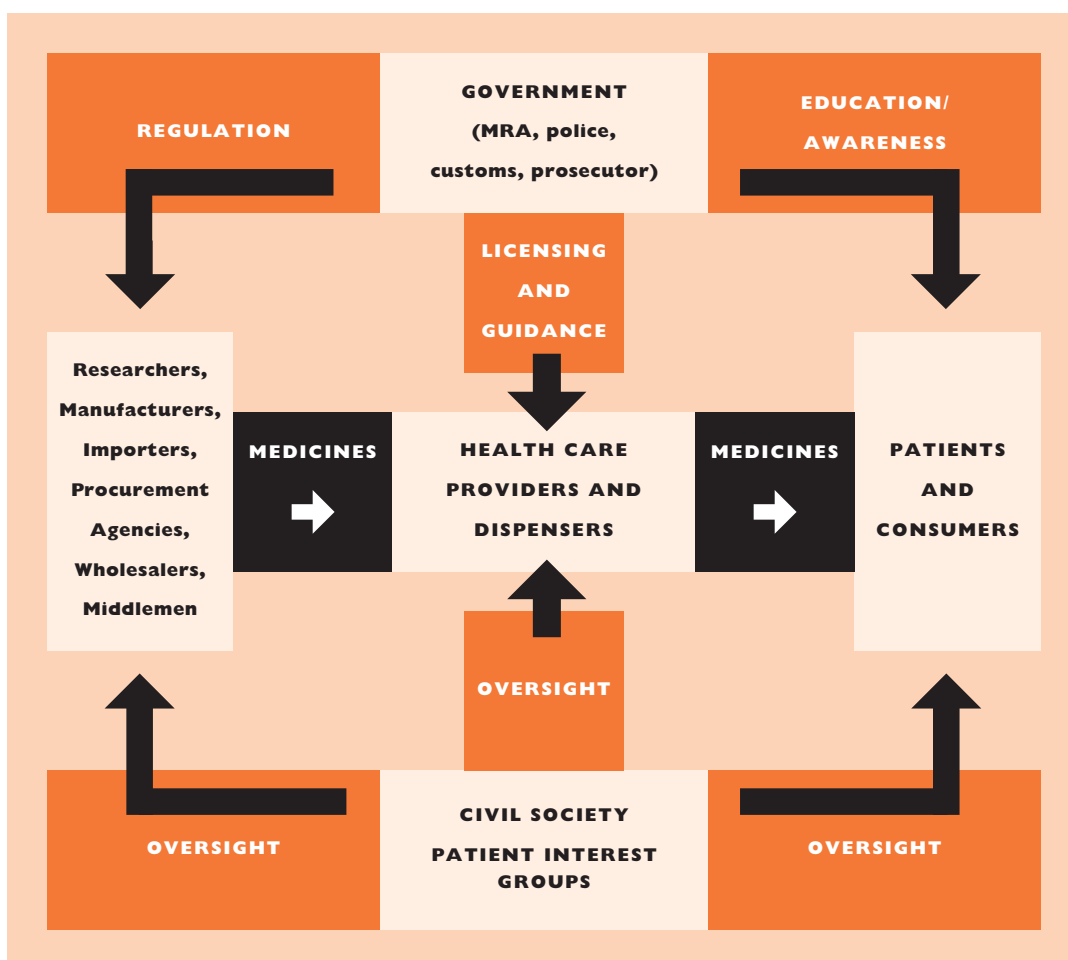 REGULATION
GOVERNMENT
(MRA, police,
customs, prosecutor)
EDUCATION/
AWARENESS
LICENSING
AND
GUIDANCE
Researchers,
Manufacturers,
Importers,
Procurement
Agencies,
Wholesalers,
Middlemen
MEDICINES
HEALTH CARE
PROVIDERS AND
DISPENSERS
MEDICINES
PATIENTS
AND
CONSUMERS
OVERSIGHT
OVERSIGHT
CIVIL SOCIETY
PATIENT INTEREST
GROUPS
OVERSIGHT